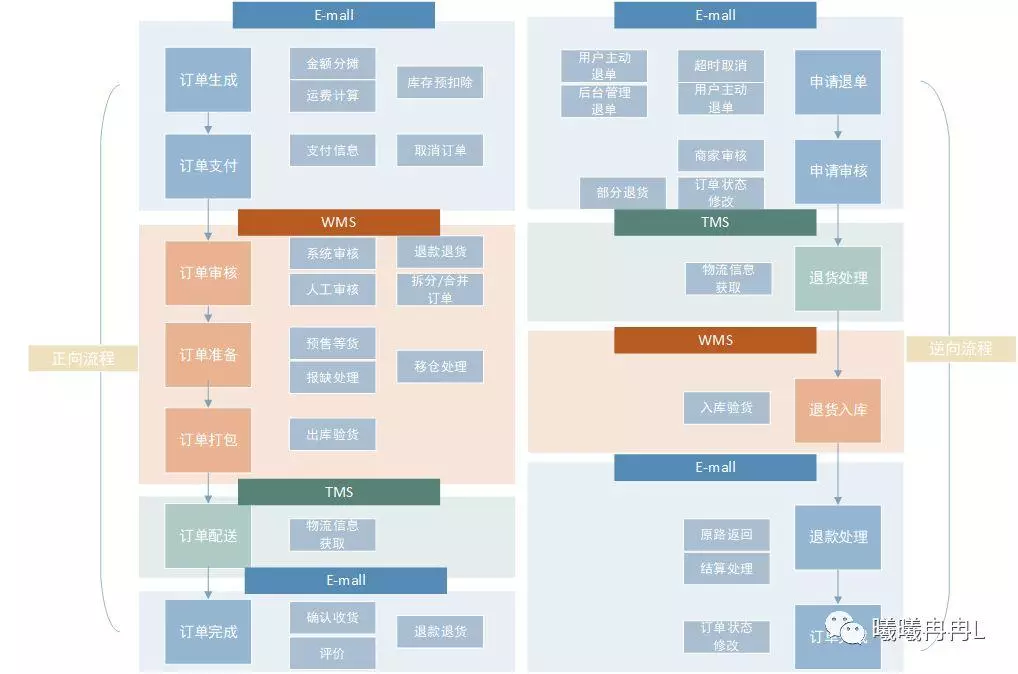 E-mall
订单生成
金额分摊
运费计算
库存预扣除
订单支付
支付信息
取消订单
WMS
订单审核
系统审核
退款退货
人工审核
拆分/合并
订单
订单准备
预售等货
报缺处理
移仓处理
订单打包
出库验货
TMS
订单配送
物流信息
获取
E-mall
订单完成
确认收货
评价
退款退货
正向流程
E-mall
用户主动
退单
后台管理
退单
超时取消
用户主动
退单
申请退单
商家审核
部分退货
订单状态
修改
申请审核
TMS
物流信息
获取
退货处理
WMS
入库验货
退货入库
E-mall
原路返回
结算处理
退款处理
订单状态
修改
订单完成
逆向流程
曦曦冉冉L